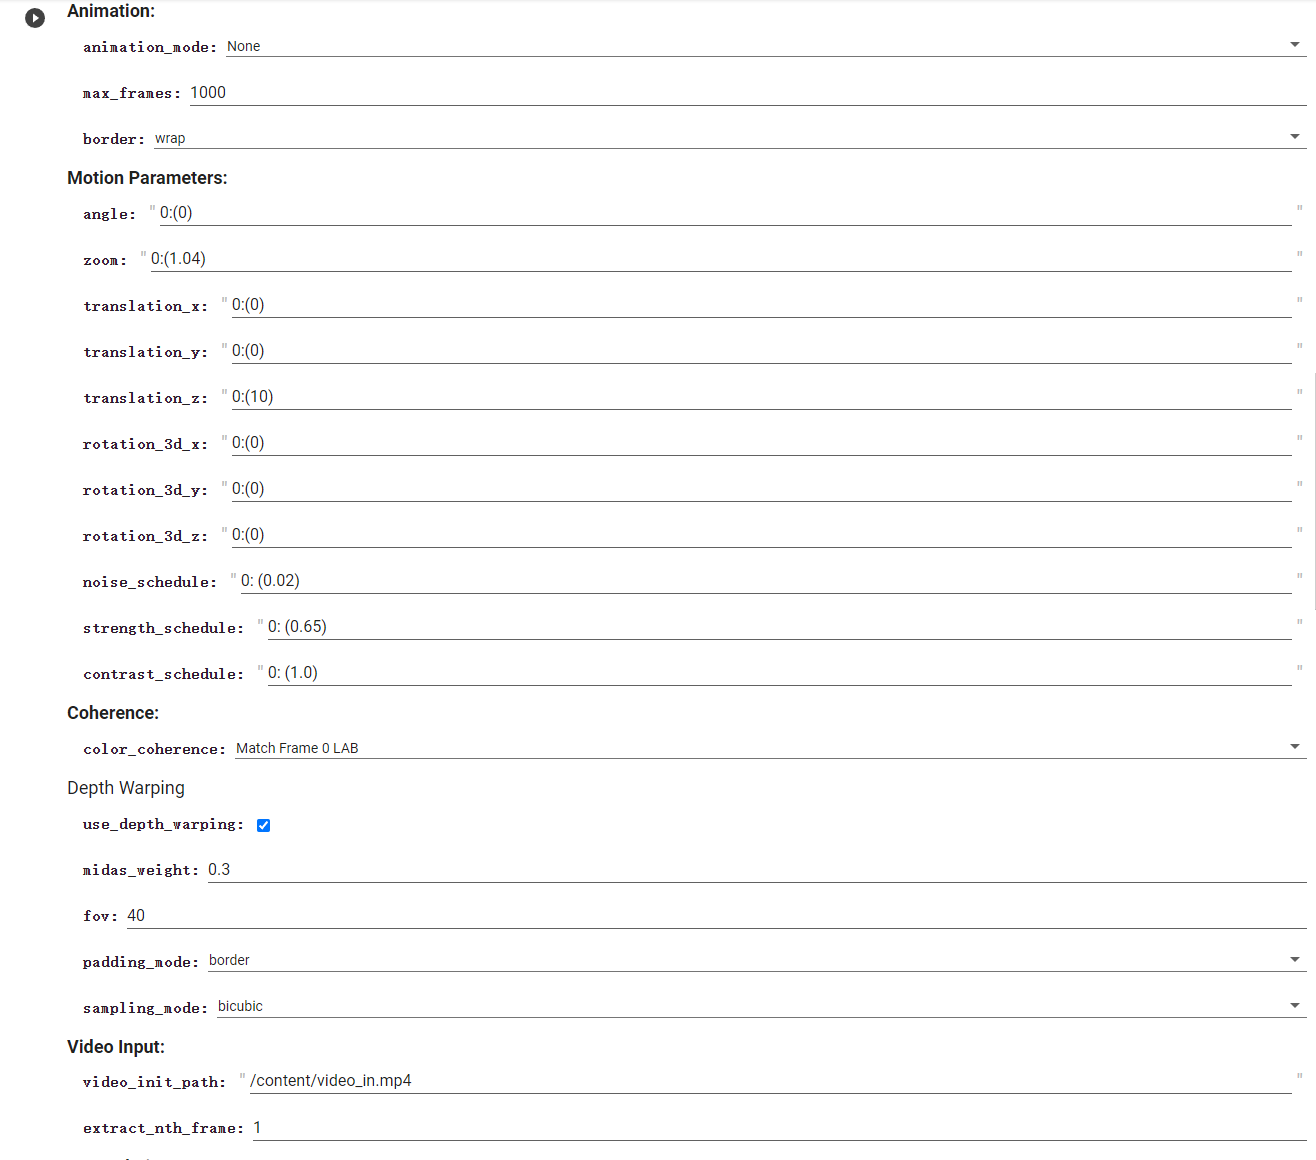 Animation:
animation_mode: None
max_frames: 1000
border: wrap
Motion Parameters:
angle: " 0:(0) "
zoom: " 0:(1.04) "
translation_x: " 0:(0) "
translation_y: " 0:(0) "
translation_z: " 0:(10) "
rotation_3d_x: " 0:(0) "
rotation_3d_y: " 0:(0) "
rotation_3d_z: " 0:(0) "
noise_schedule: " 0: (0.02) "
strength_schedule: " 0: (0.65) "
contrast_schedule: " 0: (1.0) "
Coherence:
color_coherence: Match Frame 0 LAB
Depth Warping
use_depth_warping:
midas_weight: 0.3
fov: 40
padding_mode: border
sampling_mode: bicubic
Video Input:
video_init_path: " /content/video_in.mp4 "
extract_nth_frame: 1